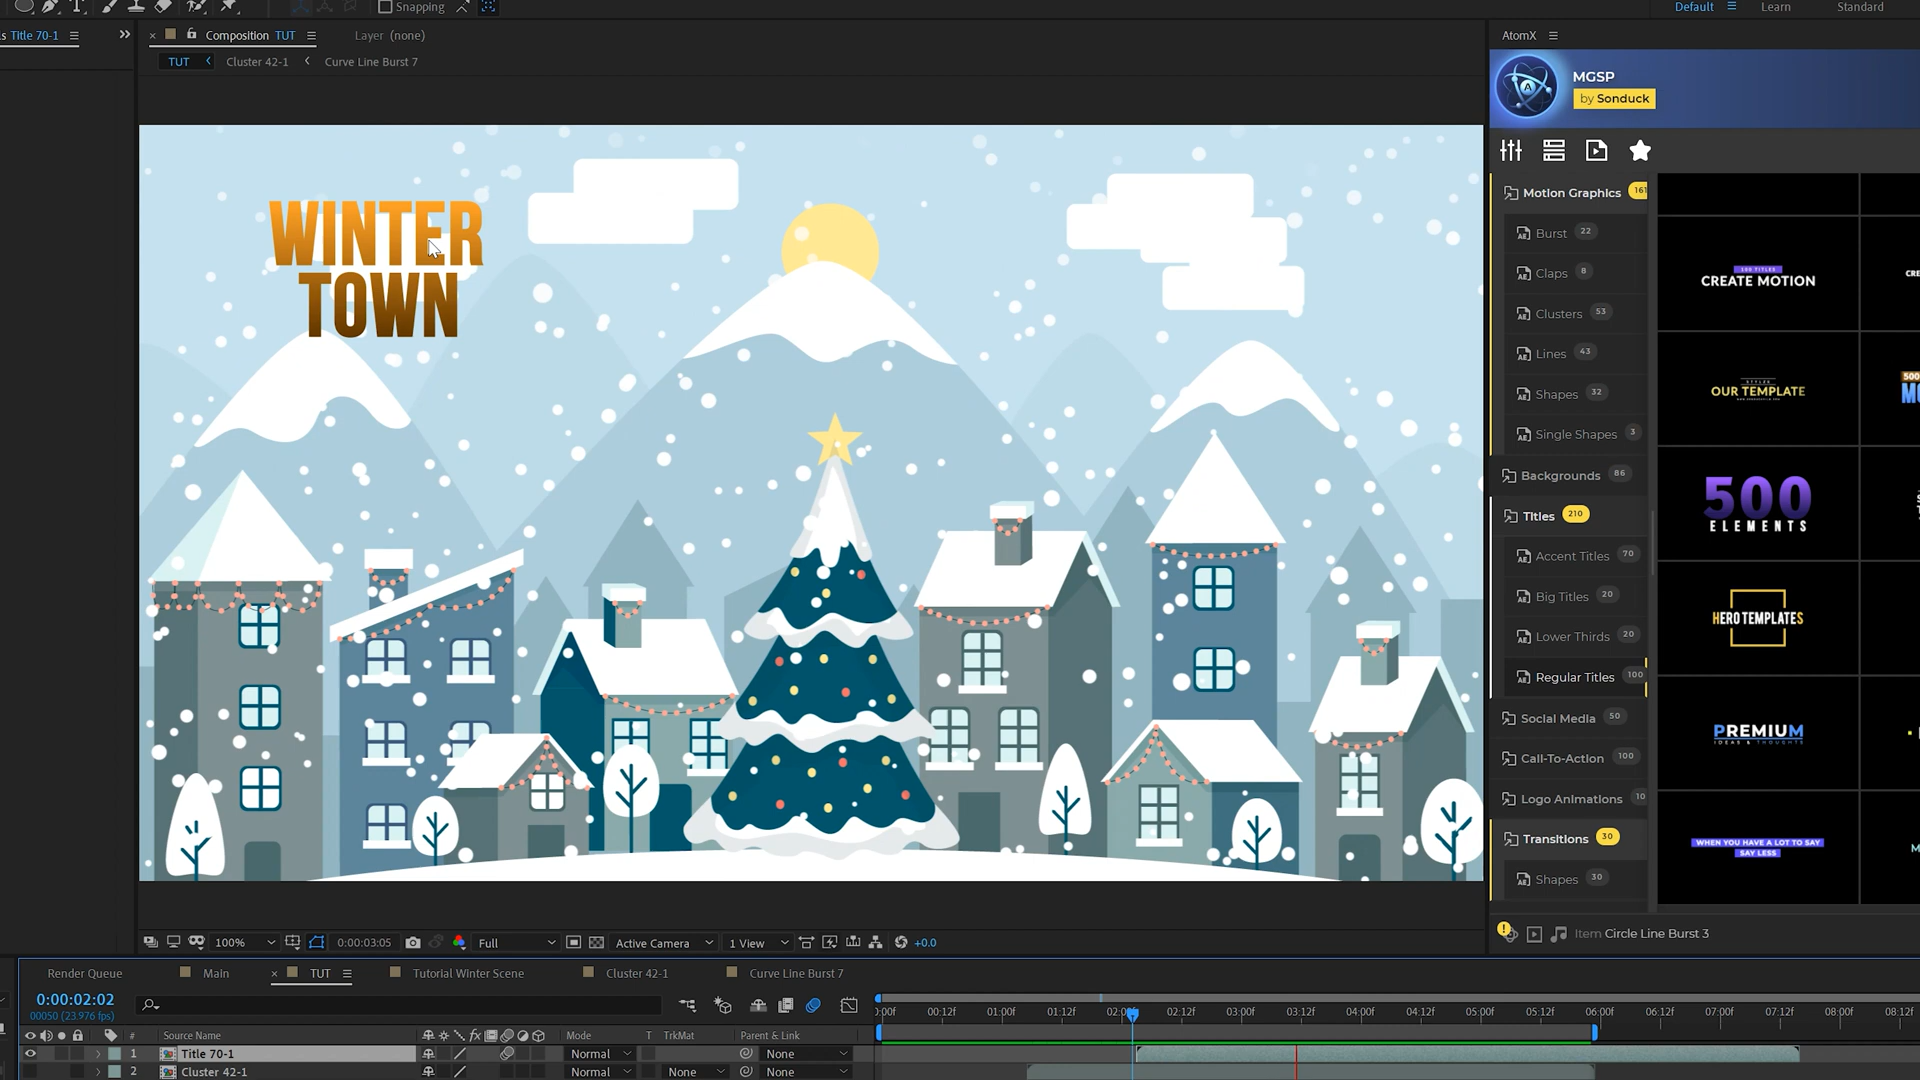 Snapping
Default
Learn
Standard
s Title 70-1
Composition TUT
Layer (none)
TUT
Cluster 42-1
Curve Line Burst 7
AtomX
MGSP
by Sonduck
WINTER
TOWN
Motion Graphics 161
Burst 22
Claps 8
Clusters 53
Lines 43
Shapes 32
Single Shapes 3
Backgrounds 86
Titles 210
Accent Titles 70
Big Titles 20
Lower Thirds 20
Regular Titles 100
Social Media 50
Call-To-Action 100
Logo Animations 10
Transitions 30
Shapes 30
CREATE MOTION
OUR TEMPLATE
500
ELEMENTS
HERO TEMPLATES
PREMIUM
IDEAS & THOUGHTS
WHEN YOU HAVE A LOT TO SAY
SAY LESS
100%
0:00:03:05
Full
Active Camera
1 View
+0.0
Item Circle Line Burst 3
Render Queue
Main
TUT
Tutorial Winter Scene
Cluster 42-1
Curve Line Burst 7
0:00:02:02
00050 (23.976 fps)
00:12f 01:00f 01:12f 02:12f 03:00f 03:12f 04:00f 04:12f 05:00f 05:12f 06:00f 06:12f 07:00f 07:12f 08:00f 08:12f
# Source Name Mode T TrkMat Parent & Link
1 Title 70-1 Normal None
2 Cluster 42-1 Normal None None